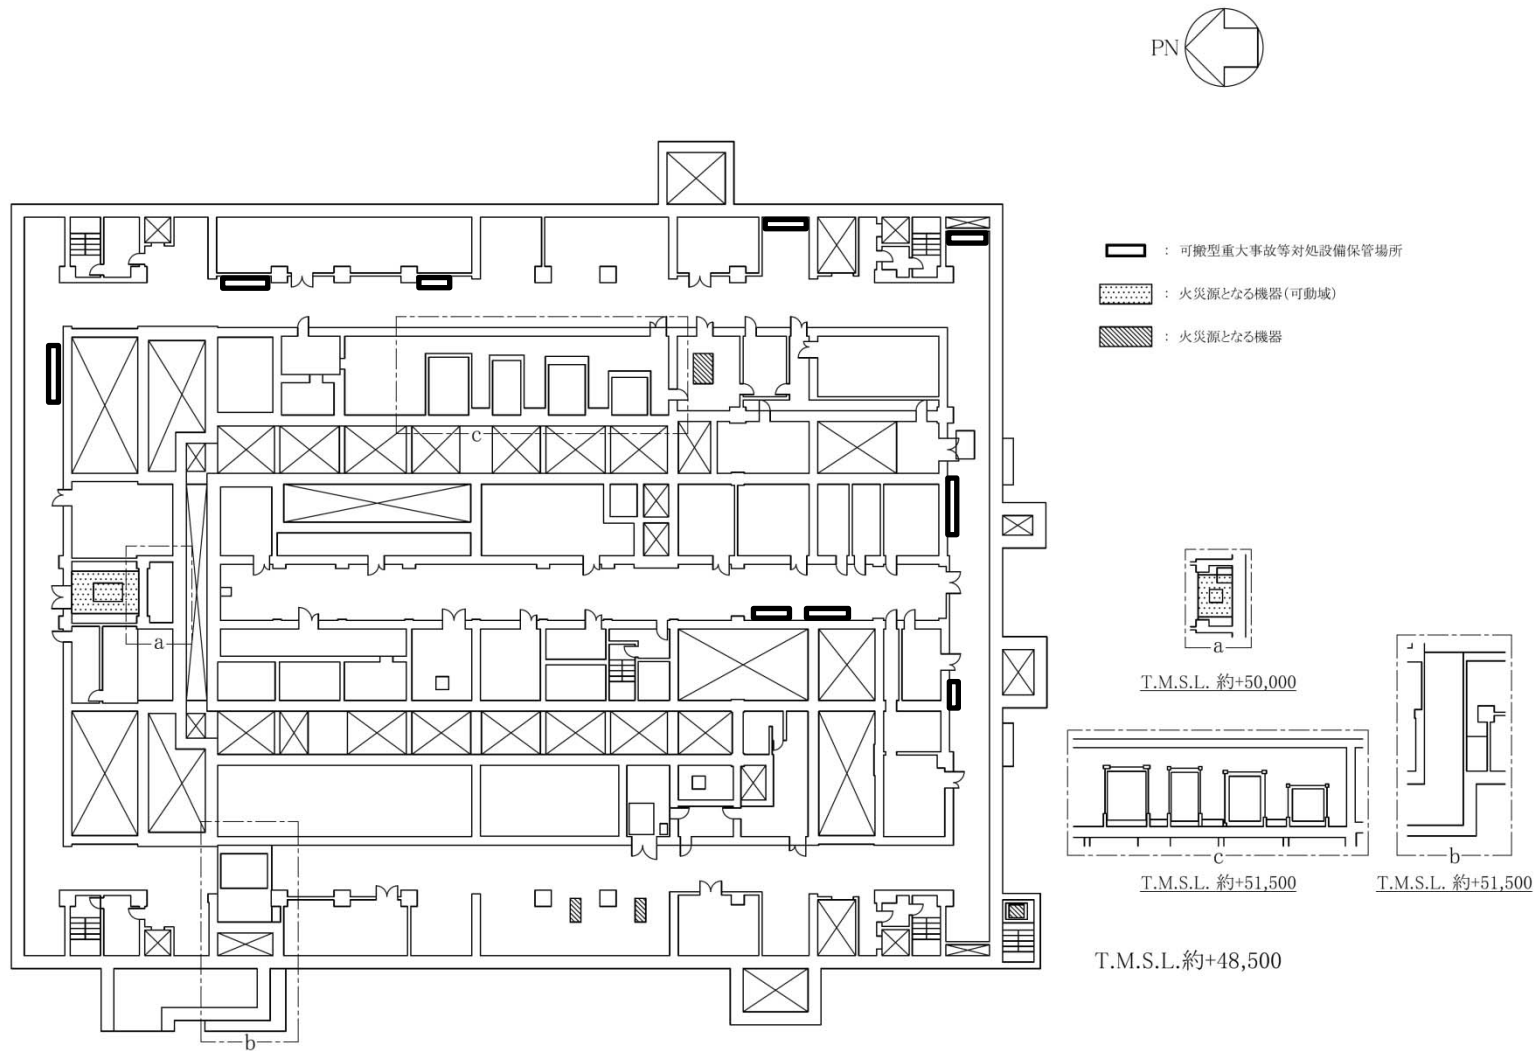 PN
： 可搬型重大事故等対処設備保管場所
： 火災源となる機器(可動域)
： 火災源となる機器
c
a
a
T.M.S.L. 約+50,000
c
T.M.S.L. 約+51,500
b
T.M.S.L. 約+51,500
T.M.S.L.約+48,500
b